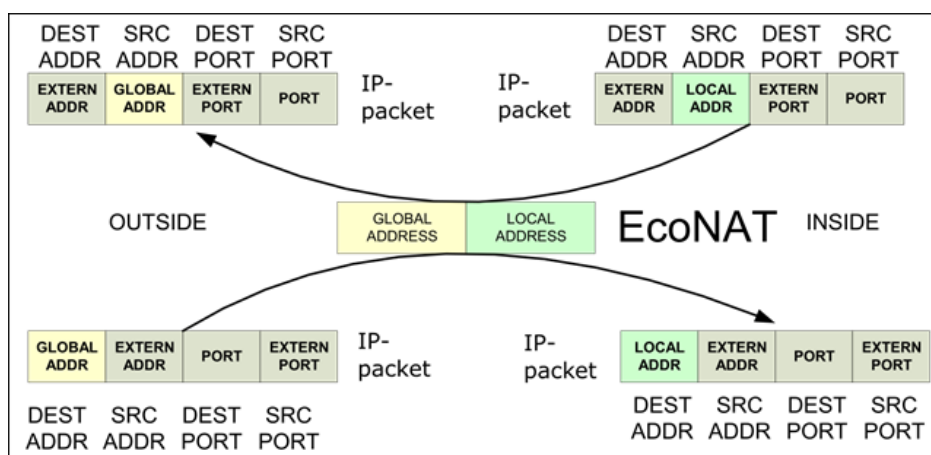 DEST ADDR SRC ADDR DEST PORT SRC PORT
EXTERN ADDR GLOBAL ADDR EXTERN PORT PORT
IP-
packet
DEST ADDR SRC ADDR DEST PORT SRC PORT
EXTERN ADDR LOCAL ADDR EXTERN PORT PORT
IP-
packet
OUTSIDE
GLOBAL ADDRESS
LOCAL ADDRESS
EcoNAT
INSIDE
GLOBAL ADDR EXTERN ADDR PORT EXTERN PORT
DEST ADDR SRC ADDR DEST PORT SRC PORT
IP-
packet
IP-
packet
LOCAL ADDR EXTERN ADDR PORT EXTERN PORT
DEST ADDR SRC ADDR DEST PORT SRC PORT